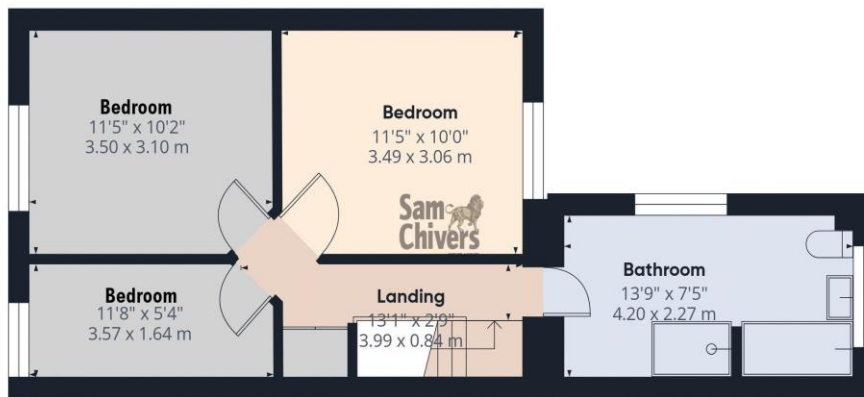 Bedroom
11'5" x 10'2"
3.50 x 3.10 m
Bedroom
11'5" x 10'0"
3.49 x 3.06 m
Sam
Chivers
Bedroom
11'8" x 5'4"
3.57 x 1.64 m
Landing
13'1" x 2'9"
3.99 x 0.84 m
Bathroom
13'9" x 7'5"
4.20 x 2.27 m